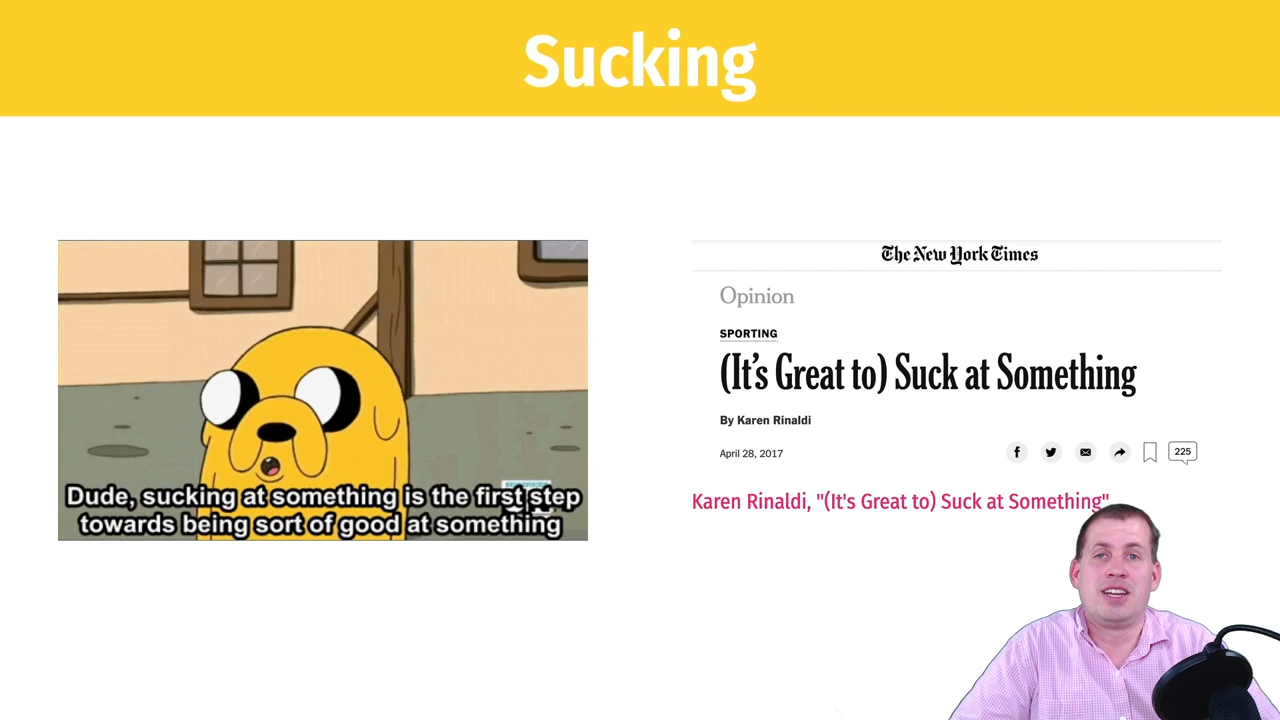 Sucking
Dude, sucking at something is the first step
towards being sort of good at something
The New York Times
Opinion
SPORTING
(It’s Great to) Suck at Something
By Karen Rinaldi
April 28, 2017
225
Karen Rinaldi, "(It's Great to) Suck at Something"